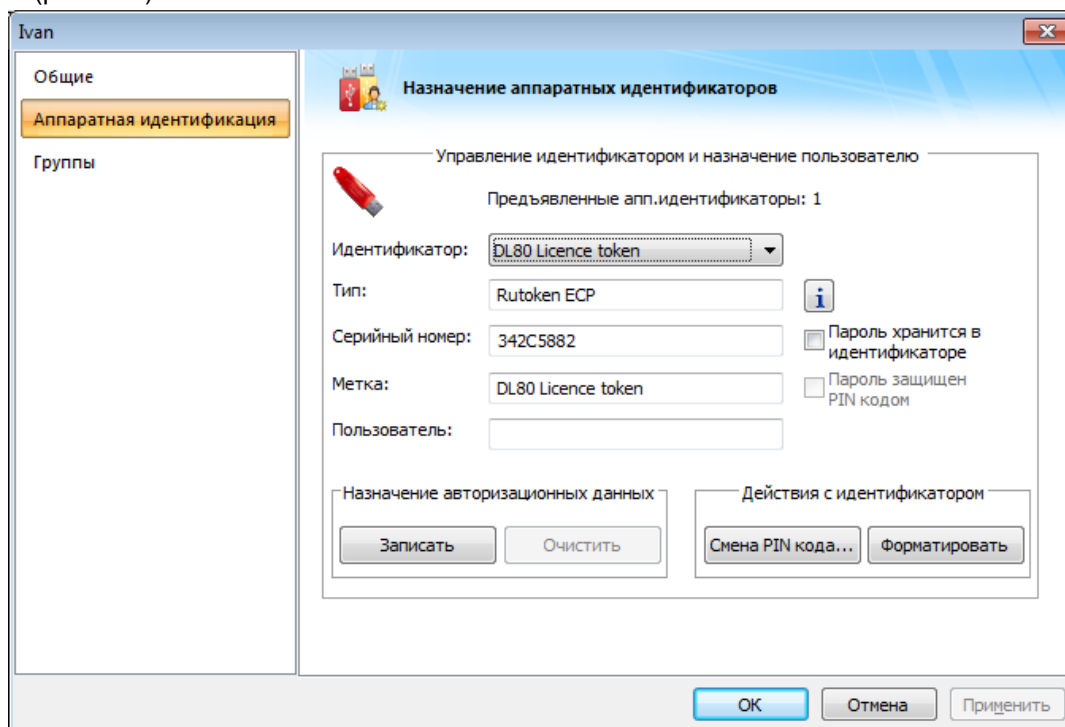 Ivan
Общие
Аппаратная идентификация
Группы
Назначение аппаратных идентификаторов
Управление идентификатором и назначение пользователю
Предъявленные апп.идентификаторы: 1
Идентификатор: DL80 Licence token
Тип: Rutoken ECP
Серийный номер: 342C5882
Пароль хранится в
идентификаторе
Метка: DL80 Licence token
Пароль защищен
PIN кодом
Пользователь:
Назначение авторизационных данных
Действия с идентификатором
Записать Очистить Смена PIN кода... Форматировать
OK Отмена Применить